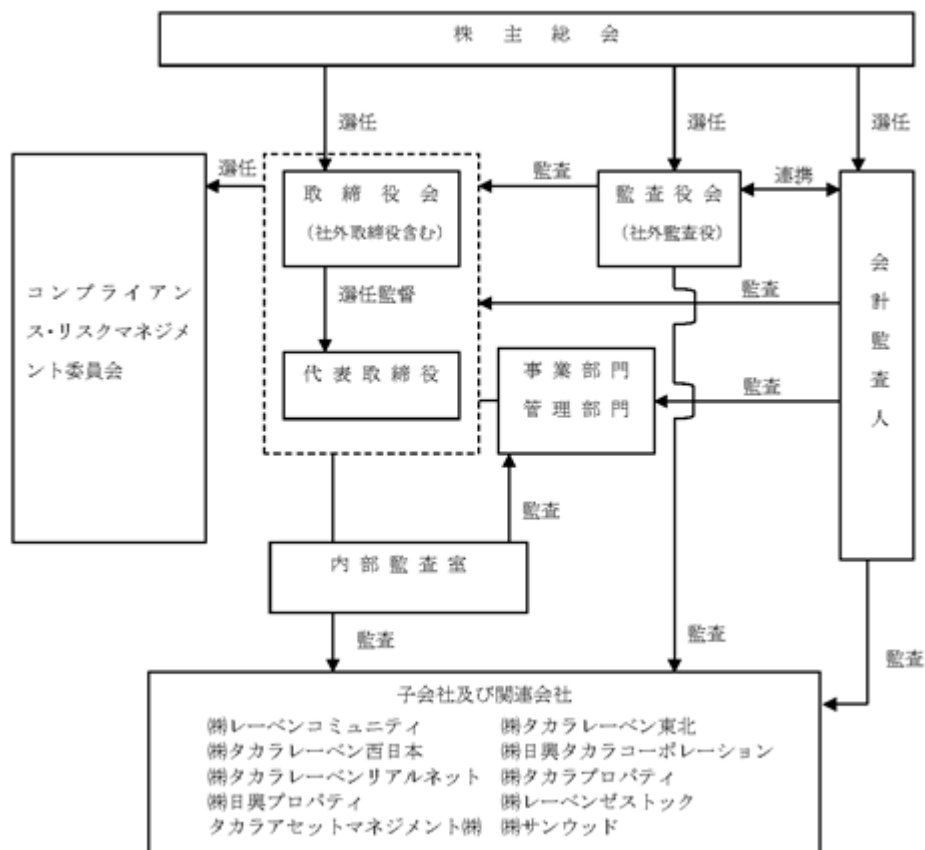 株主総会
選任
選任
選任
選任
取締役会
(社外取締役含む)
監査
監査役会
(社外監査役)
連携
会計監査人
コンプライアン
ス・リスクマネジメ
ント委員会
選任監督
監査
代表取締役
事業部門
管理部門
監査
監査
内部監査室
監査
監査
監査
子会社及び関連会社
㈱レーベンコミュニティ ㈱タカラレーベン東北
㈱タカラレーベン西日本 ㈱日興タカラコーポレーション
㈱タカラレーベンリアルネット ㈱タカラプロパティ
㈱日興プロパティ ㈱レーベンゼストック
タカラアセットマネジメント㈱ ㈱サンウッド